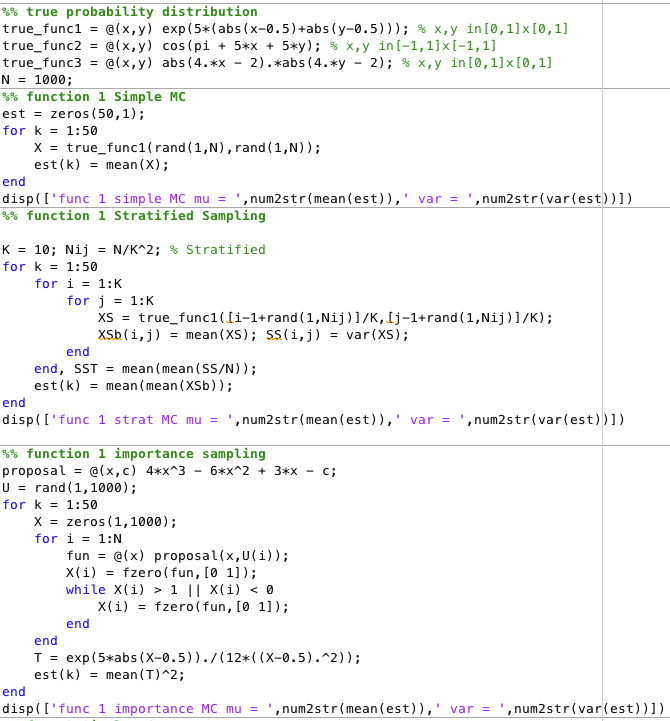 %% true probability distribution
true_func1 = @(x,y) exp(5*(abs(x-0.5)+abs(y-0.5))); % x,y in[0,1]x[0,1]
true_func2 = @(x,y) cos(pi + 5*x + 5*y); % x,y in[-1,1]x[-1,1]
true_func3 = @(x,y) abs(4.*x - 2).*abs(4.*y - 2); % x,y in[0,1]x[0,1]
N = 1000;
%% function 1 Simple MC
est = zeros(50,1);
for k = 1:50
    X = true_func1(rand(1,N),rand(1,N));
    est(k) = mean(X);
end
disp(['func 1 simple MC mu = ',num2str(mean(est)),' var = ',num2str(var(est))])
%% function 1 Stratified Sampling
K = 10; Nij = N/K^2; % Stratified
for k = 1:50
    for i = 1:K
        for j = 1:K
            XS = true_func1([i-1+rand(1,Nij)]/K,[j-1+rand(1,Nij)]/K);
            XSb(i,j) = mean(XS); SS(i,j) = var(XS);
        end
    end, SST = mean(mean(SS/N));
    est(k) = mean(mean(XSb));
end
disp(['func 1 strat MC mu = ',num2str(mean(est)),' var = ',num2str(var(est))])
%% function 1 importance sampling
proposal = @(x,c) 4*x^3 - 6*x^2 + 3*x - c;
U = rand(1,1000);
for k = 1:50
    X = zeros(1,1000);
    for i = 1:N
        fun = @(x) proposal(x,U(i));
        X(i) = fzero(fun,[0 1]);
        while X(i) > 1 || X(i) < 0
            X(i) = fzero(fun,[0 1]);
        end
    end
    T = exp(5*abs(X-0.5))./(12*((X-0.5).^2));
    est(k) = mean(T)^2;
end
disp(['func 1 importance MC mu = ',num2str(mean(est)),' var = ',num2str(var(est))])